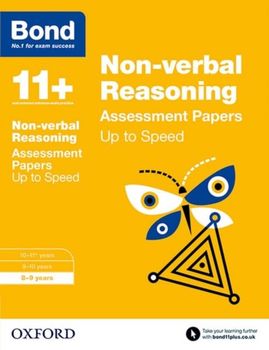 Bond
No.1 for exam success
11+
Non-verbal
Reasoning
Assessment
Papers
Up to Speed
10-11+ years
9-10 years
8-9 years
OXFORD
Non-verbal
Reasoning
Assessment Papers
Up to Speed
Take your learning further
with bond11plus.co.uk